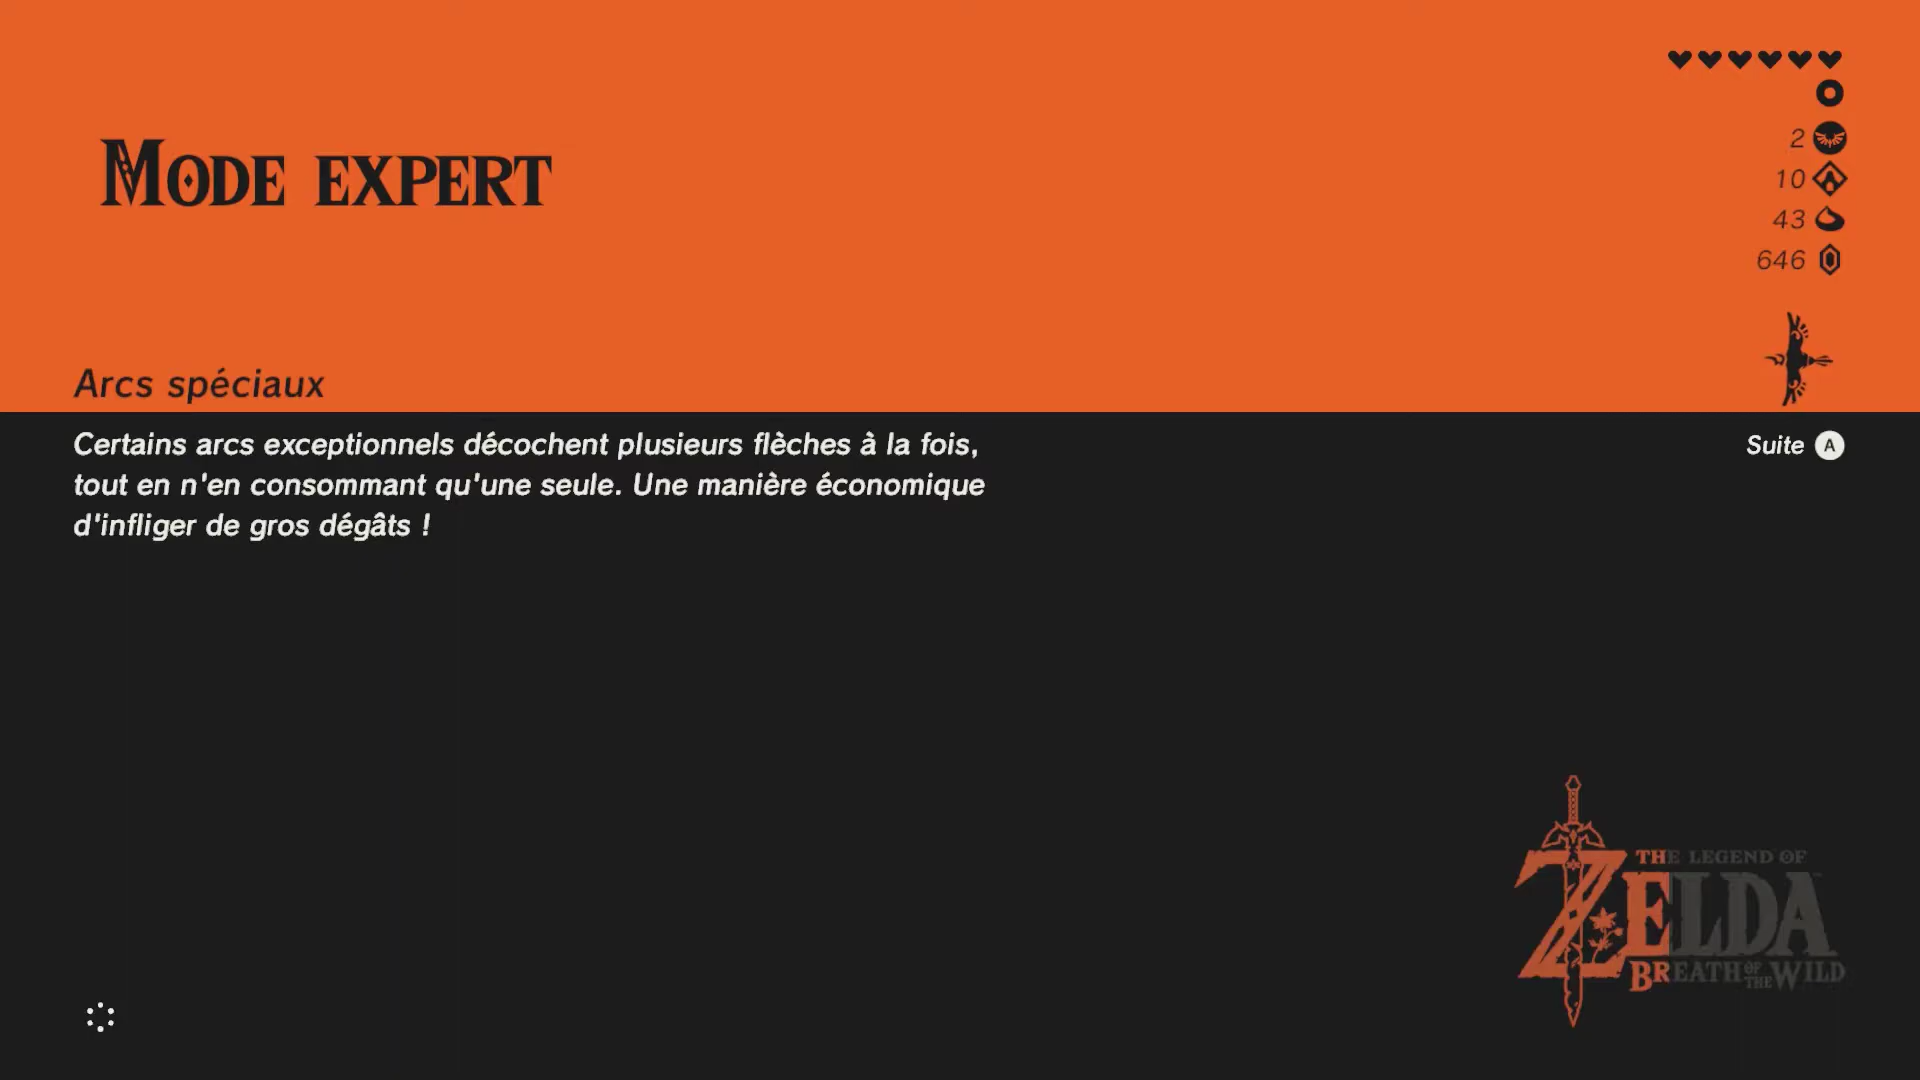 MODE EXPERT
2
10
43
646
Arcs spéciaux
Certains arcs exceptionnels décochent plusieurs flèches à la fois,
tout en n'en consommant qu'une seule. Une manière économique
d'infliger de gros dégâts !
Suite A
THE LEGEND OF
ZELDA
BREATH OF THE WILD